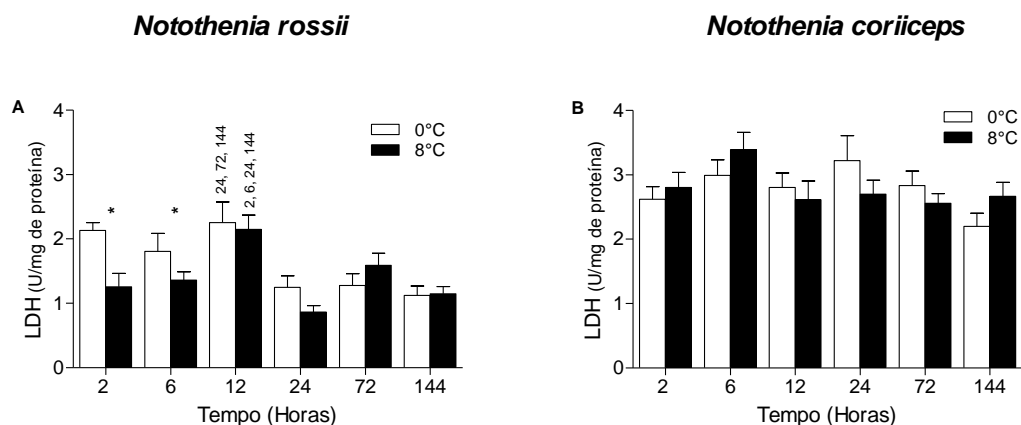 Notothenia rossii
Notothenia coriiceps
A
LDH (U/mg de proteína)
4
3
2
1
0
0°C
8°C
*
*
24, 72, 144
2, 6, 24, 144
2 6 12 24 72 144
Tempo (Horas)
B
LDH (U/mg de proteína)
4
3
2
1
0
0°C
8°C
2 6 12 24 72 144
Tempo (Horas)